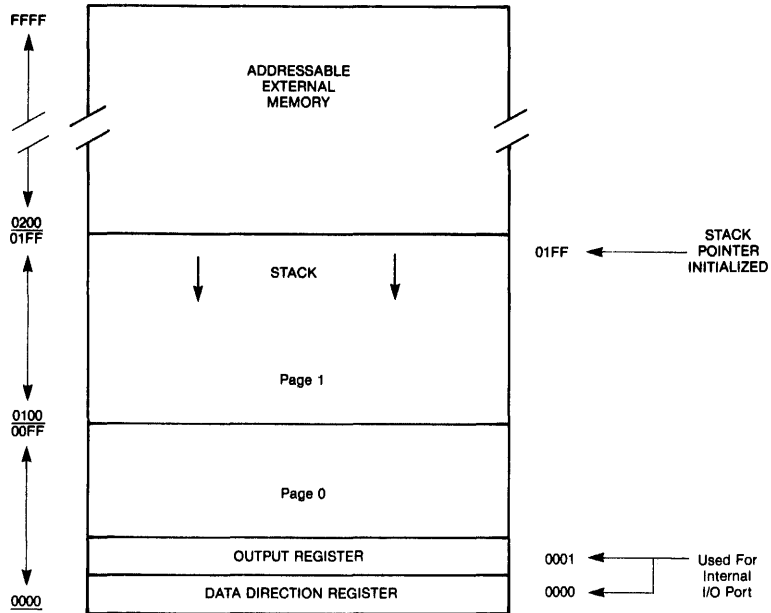 FFFF
ADDRESSABLE
EXTERNAL
MEMORY
0200
01FF
STACK
01FF
STACK
POINTER
INITIALIZED
Page 1
0100
00FF
Page 0
OUTPUT REGISTER
0001
DATA DIRECTION REGISTER
0000
0000
Used For
Internal
I/O Port